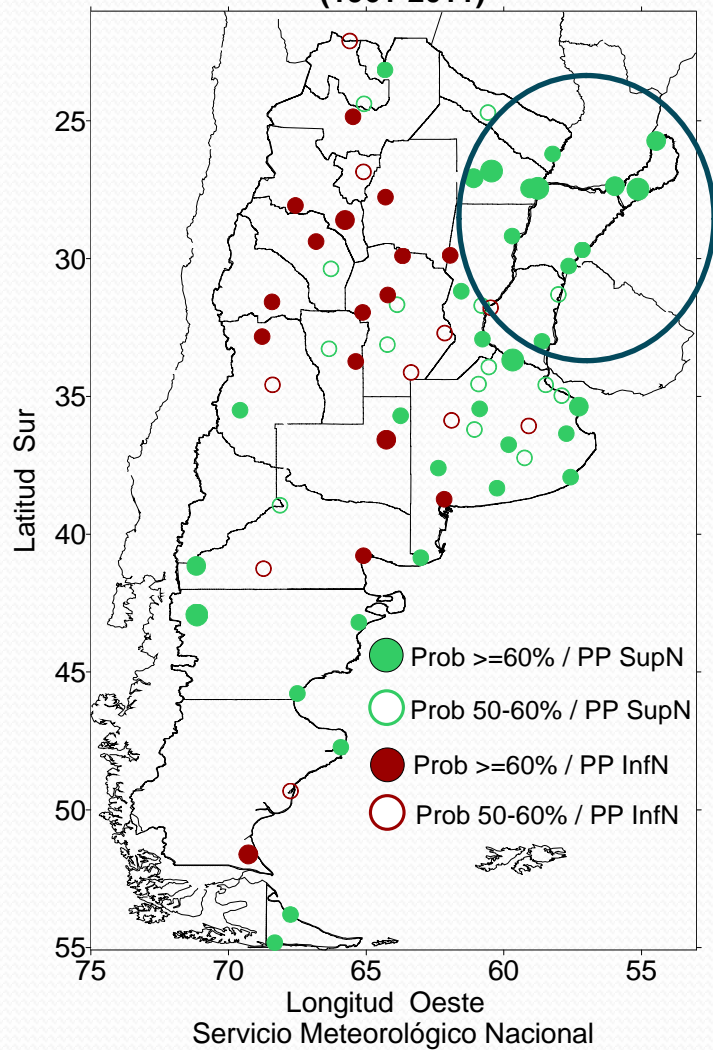 25
30
35
40
45
50
55
75
70
65
60
55
Latitud Sur
Prob >=60% / PP SupN
Prob 50-60% / PP SupN
Prob >=60% / PP InfN
Prob 50-60% / PP InfN
Longitud Oeste
Servicio Meteorológico Nacional